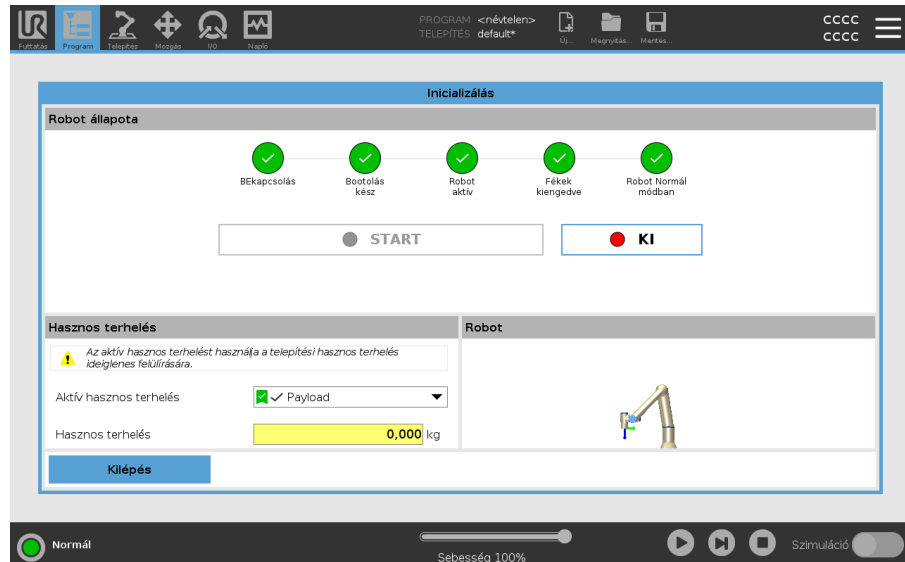 PROGRAM <névtelen>
TELEPÍTÉS default*
CCCC
CCCC
Futtatás Program Telepítés Mozgás I/O Napló Új... Megnyitás... Mentés...
Inicializálás
Robot állapota
BEkapcsolás
Bootolás
kész
Robot
aktív
Fékek
kiengedve
Robot Normál
módban
START
KI
Hasznos terhelés
Az aktív hasznos terhelést használja a telepítési hasznos terhelés
ideiglenes felülírására.
Aktív hasznos terhelés
Payload
Hasznos terhelés
0,000 kg
Robot
Kilépés
Normál
Sebesség 100%
Szimuláció